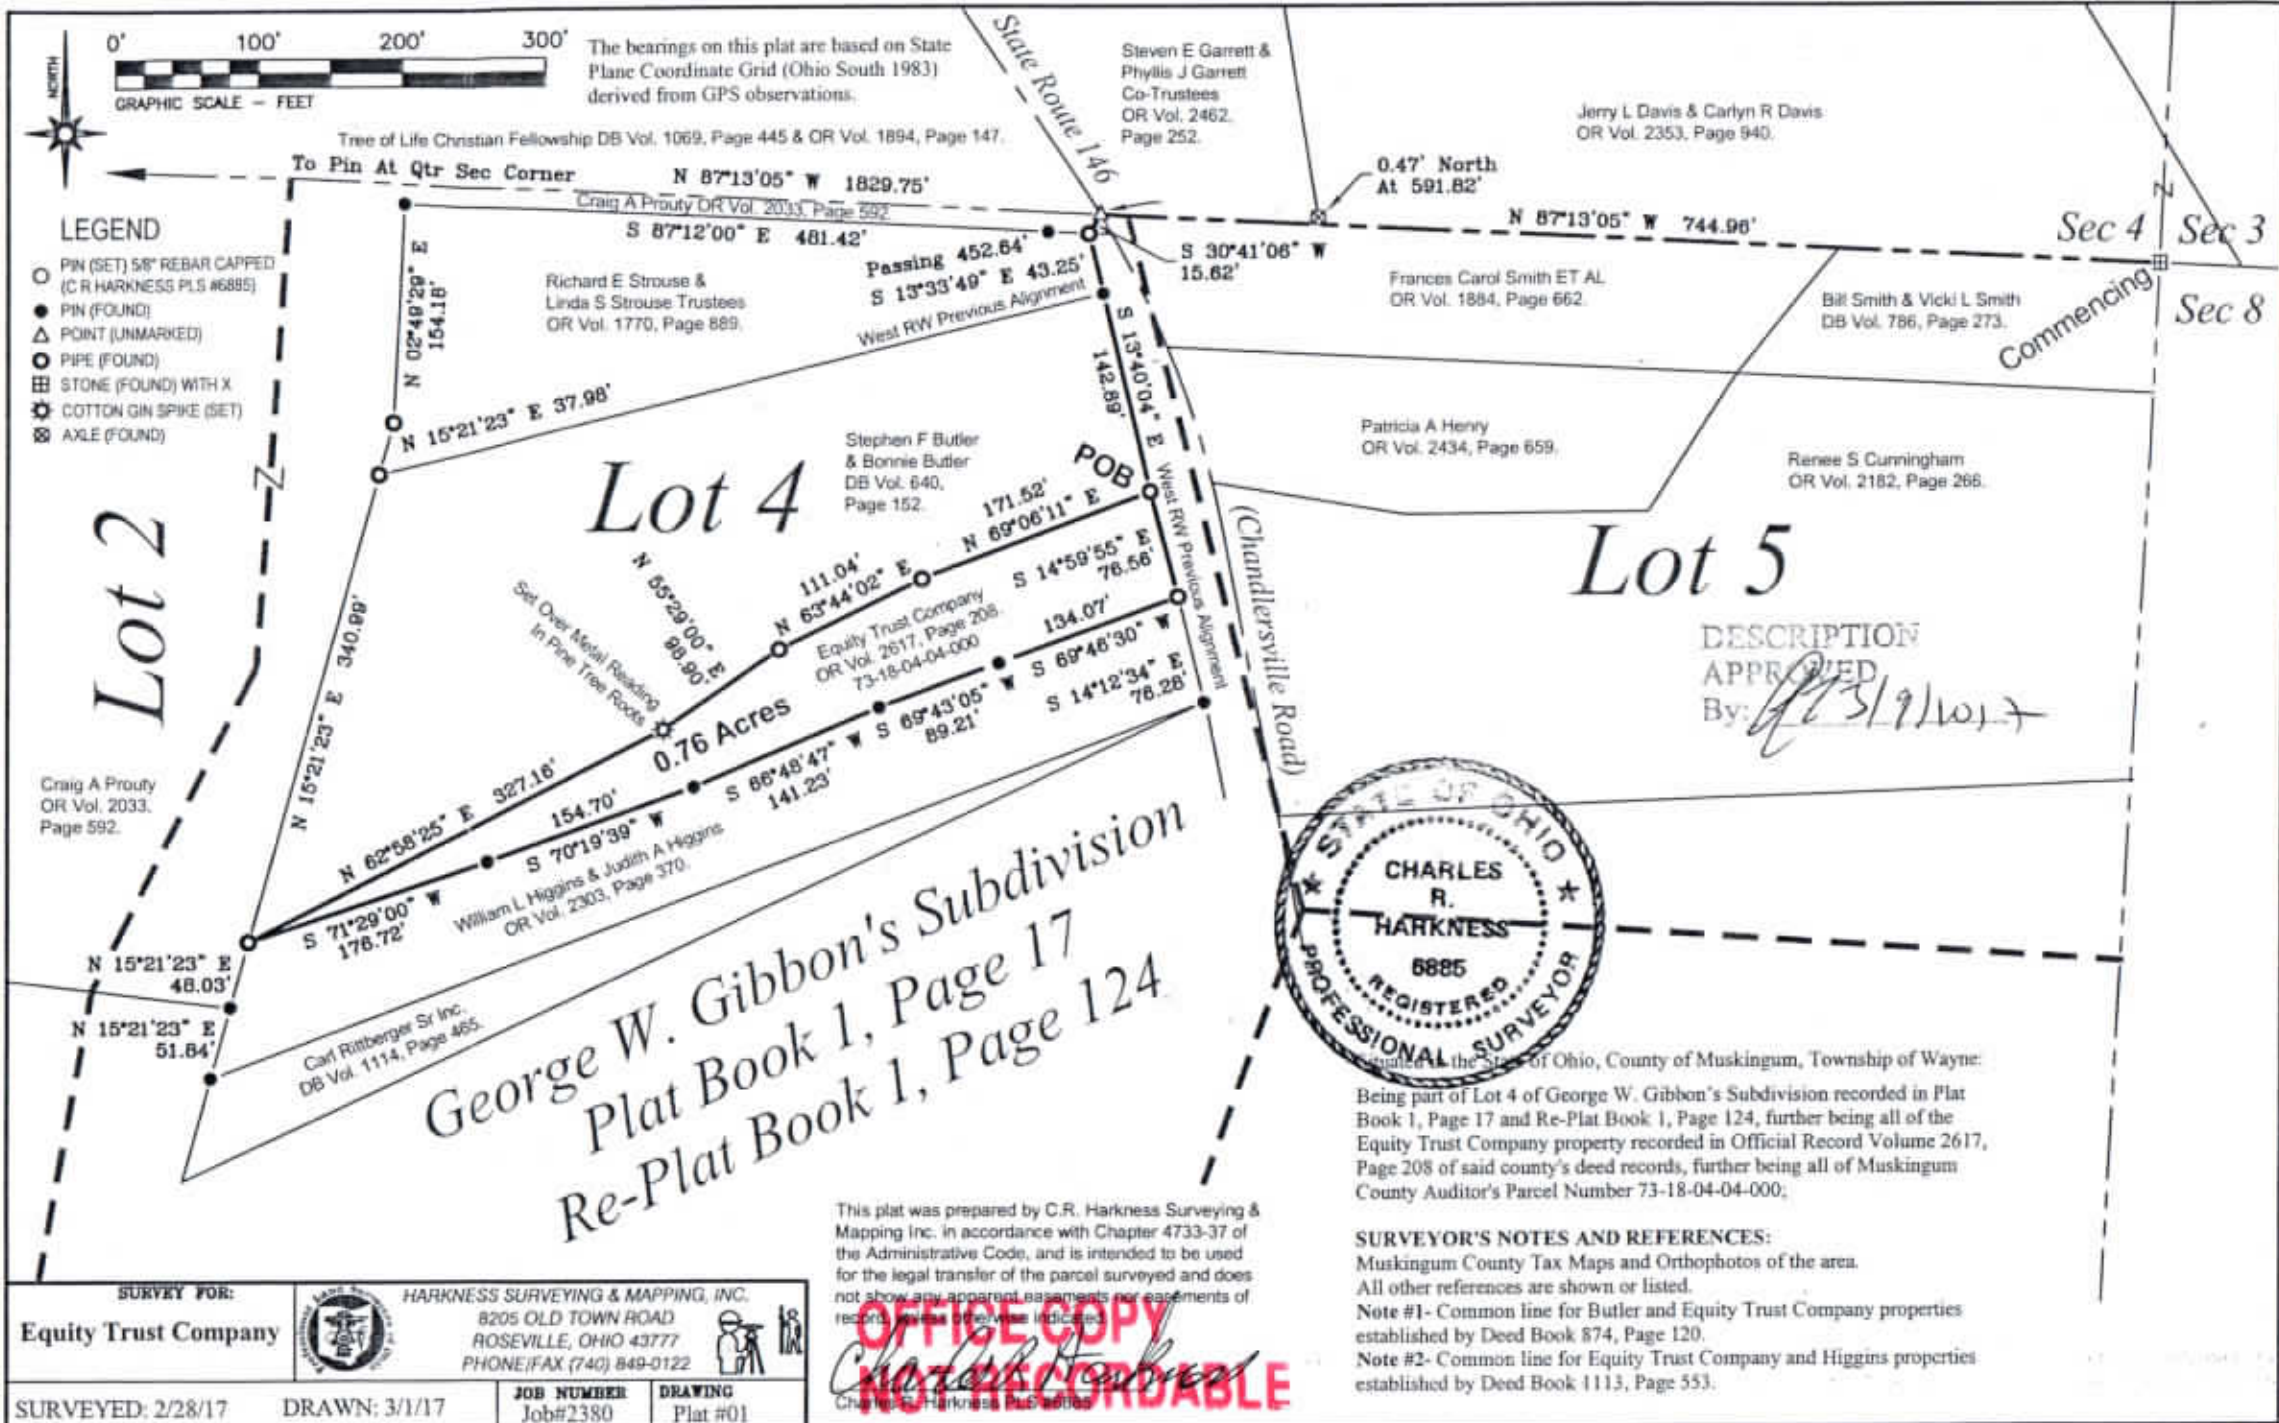 0' 100' 200' 300'
GRAPHIC SCALE – FEET
NORTH
The bearings on this plat are based on State
Plane Coordinate Grid (Ohio South 1983)
derived from GPS observations.
State Route 146
Steven E Garrett &
Phyllis J Garrett
Co-Trustees
OR Vol. 2462,
Page 252.
Jerry L Davis & Carlyn R Davis
OR Vol. 2353, Page 940.
Tree of Life Christian Fellowship DB Vol. 1069, Page 445 & OR Vol. 1894, Page 147.
To Pin At Qtr Sec Corner
N 87°13'05" W 1829.75'
0.47' North
At 591.82'
N 87°13'05" W 744.96'
Sec 4
Sec 3
Sec 8
Commencing
Craig A Prouty OR Vol. 2033, Page 592
S 87°12'00" E 481.42'
Passing 452.64'
S 13°33'49" E 43.25'
West RW Previous Alignment
S 30°41'06" W
15.62'
LEGEND
PIN (SET) 5/8" REBAR CAPPED
(C R HARKNESS PLS #6885)
PIN (FOUND)
POINT (UNMARKED)
PIPE (FOUND)
STONE (FOUND) WITH X
COTTON GIN SPIKE (SET)
AXLE (FOUND)
N 02°49'29" E
154.18'
Richard E Strouse &
Linda S Strouse Trustees
OR Vol. 1770, Page 889.
Frances Carol Smith ET AL
OR Vol. 1884, Page 662.
Bill Smith & Vicki L Smith
DB Vol. 786, Page 273.
N 15°21'23" E 37.98'
S 13°40'04" E
142.89'
Patricia A Henry
OR Vol. 2434, Page 659.
Renee S Cunningham
OR Vol. 2182, Page 266.
Lot 2
Lot 4
Stephen F Butler
& Bonnie Butler
DB Vol. 640,
Page 152.
POB
West RW Previous Alignment
(Chandlersville Road)
Lot 5
171.52'
N 69°06'11" E
111.04'
N 63°44'02" E
N 55°29'00" E
98.90'
Set Over Metal Reading
In Pine Tree Roots
Equity Trust Company
OR Vol. 2617, Page 208.
73-18-04-04-000
S 14°59'55" E
76.56'
134.07'
S 69°46'30" W
S 14°12'34" E
76.28'
S 69°43'05" W
89.21'
0.76 Acres
S 66°48'47" W
141.23'
N 15°21'23" E 340.99'
N 62°58'25" E 327.16'
154.70'
S 70°19'39" W
S 71°29'00" W
176.72'
William L Higgins & Judith A Higgins
OR Vol. 2303, Page 370.
Craig A Prouty
OR Vol. 2033,
Page 592.
N 15°21'23" E
48.03'
N 15°21'23" E
51.84'
Carl Rittberger Sr Inc.
DB Vol. 1114, Page 465.
George W. Gibbon's Subdivision
Plat Book 1, Page 17
Re-Plat Book 1, Page 124
DESCRIPTION
APPROVED
By:
STATE OF OHIO
CHARLES
R.
HARKNESS
6885
REGISTERED
PROFESSIONAL SURVEYOR
Situated in the State of Ohio, County of Muskingum, Township of Wayne:
Being part of Lot 4 of George W. Gibbon's Subdivision recorded in Plat
Book 1, Page 17 and Re-Plat Book 1, Page 124, further being all of the
Equity Trust Company property recorded in Official Record Volume 2617,
Page 208 of said county's deed records, further being all of Muskingum
County Auditor's Parcel Number 73-18-04-04-000;
SURVEYOR'S NOTES AND REFERENCES:
Muskingum County Tax Maps and Orthophotos of the area.
All other references are shown or listed.
Note #1- Common line for Butler and Equity Trust Company properties
established by Deed Book 874, Page 120.
Note #2- Common line for Equity Trust Company and Higgins properties
established by Deed Book 1113, Page 553.
This plat was prepared by C.R. Harkness Surveying &
Mapping Inc. in accordance with Chapter 4733-37 of
the Administrative Code, and is intended to be used
for the legal transfer of the parcel surveyed and does
not show any apparent easements nor easements of
record, unless otherwise indicated.
OFFICE COPY
NOT RECORDABLE
Charles R. Harkness PLS #6885
SURVEY FOR:
Equity Trust Company
HARKNESS SURVEYING & MAPPING, INC.
8205 OLD TOWN ROAD
ROSEVILLE, OHIO 43777
PHONE/FAX (740) 849-0122
SURVEYED: 2/28/17
DRAWN: 3/1/17
JOB NUMBER
Job#2380
DRAWING
Plat #01